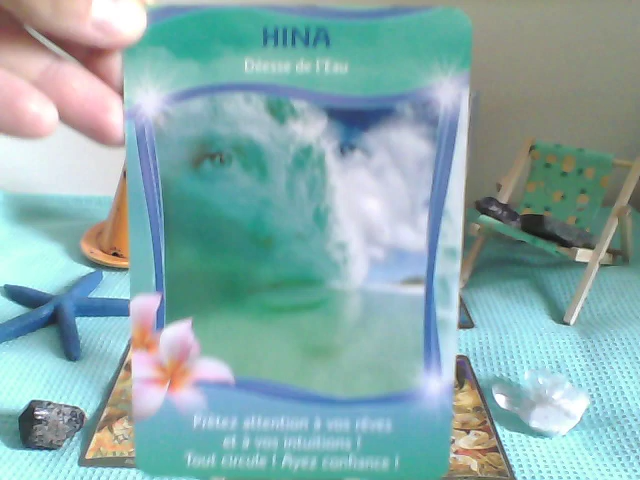 HINA
Déesse de l'Eau
Prêtez attention à vos rêves
et à vos intuitions !
Tout circule ! Ayez confiance !